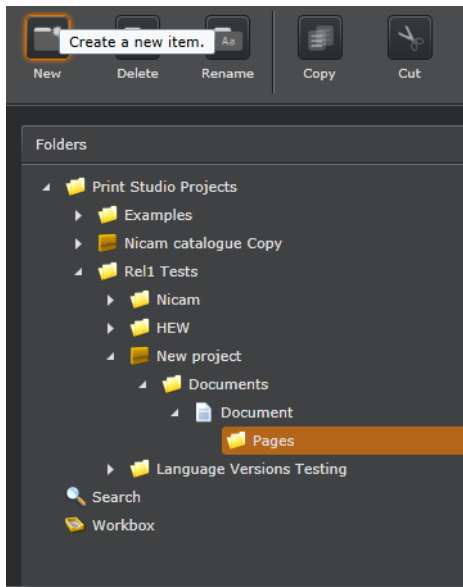 Create a new item.
Aa
New Delete Rename Copy Cut
Folders
Print Studio Projects
Examples
Nicam catalogue Copy
Rel1 Tests
Nicam
HEW
New project
Documents
Document
Pages
Language Versions Testing
Search
Workbox